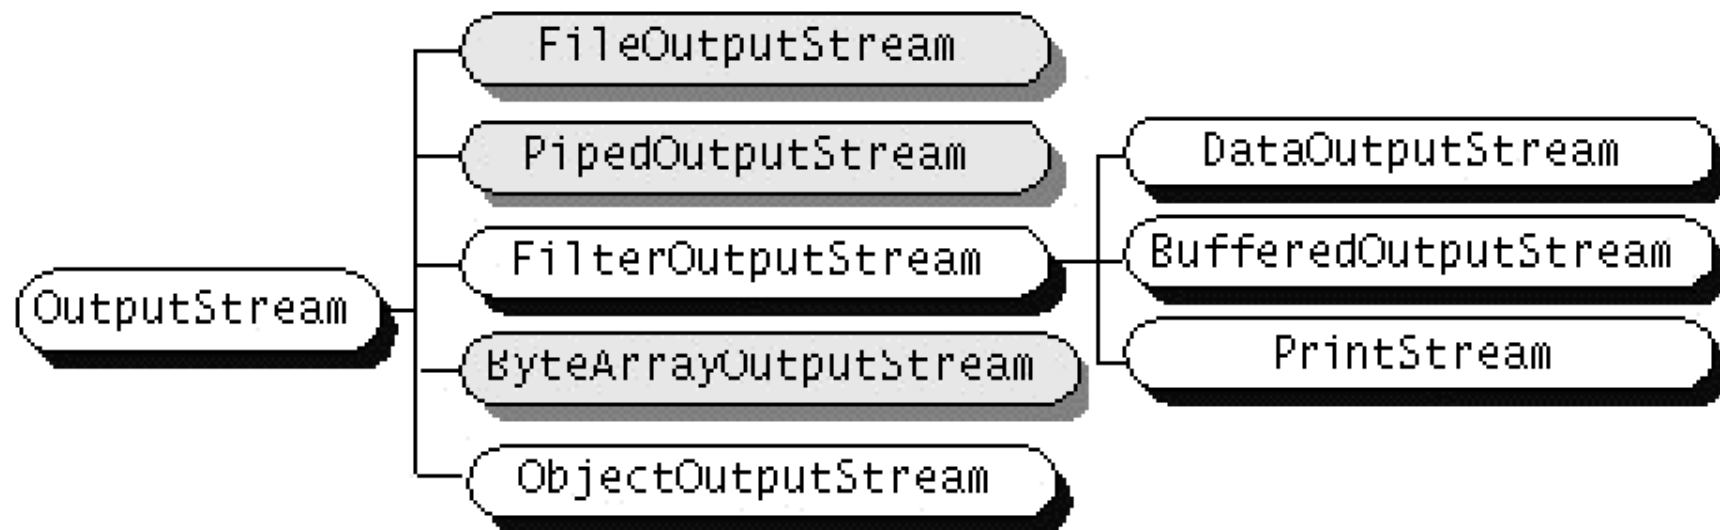 FileOutputStream
PipedOutputStream
DataOutputStream
FilterOutputStream
BufferedOutputStream
OutputStream
ByteArrayOutputStream
PrintStream
ObjectOutputStream